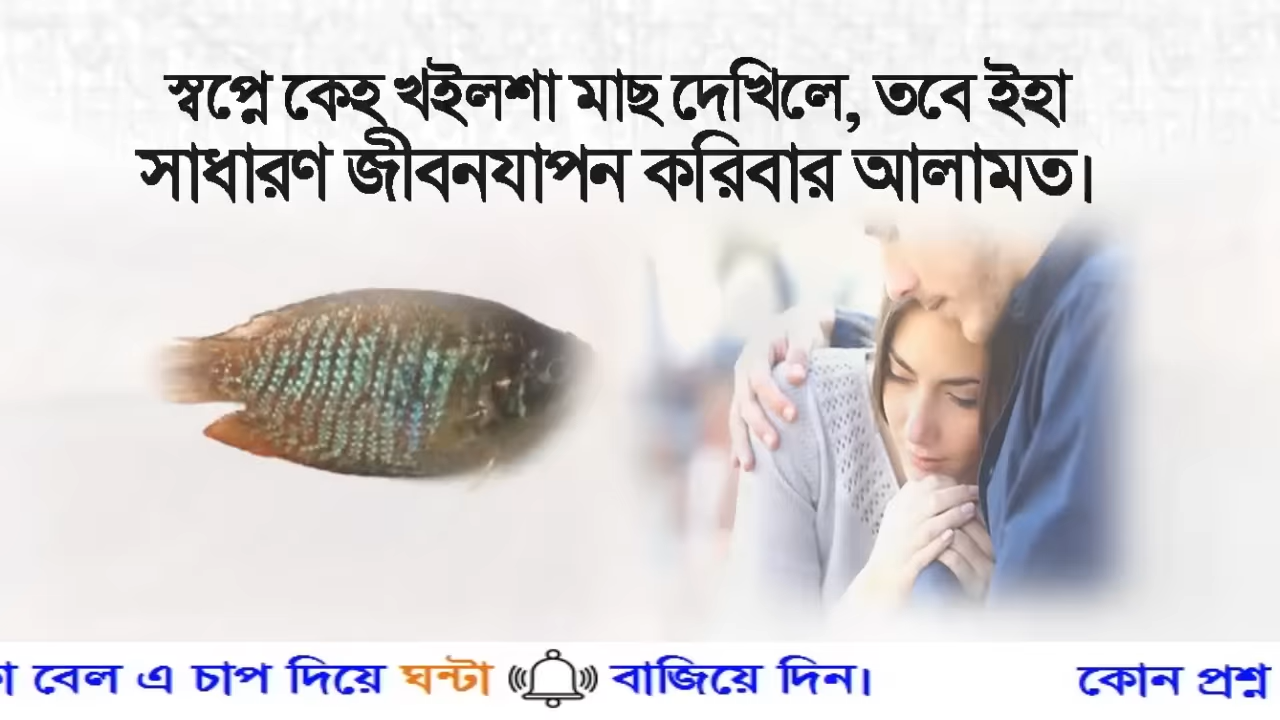 স্বপ্নে কেহ খইলশা মাছ দেখিলে, তবে ইহা
সাধারণ জীবনযাপন করিবার আলামত।
বেল এ চাপ দিয়ে ঘন্টা বাজিয়ে দিন। কোন প্রশ্ন